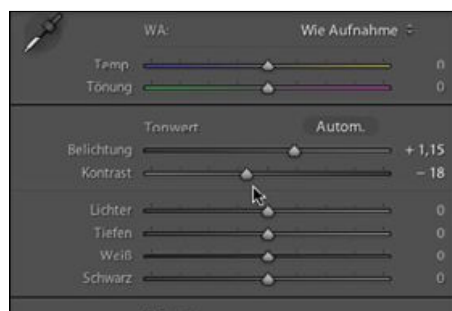 WA: Wie Aufnahme
Temp. 0
Tönung 0
Tonwert Autom.
Belichtung + 1,15
Kontrast – 18
Lichter 0
Tiefen 0
Weiß 0
Schwarz 0